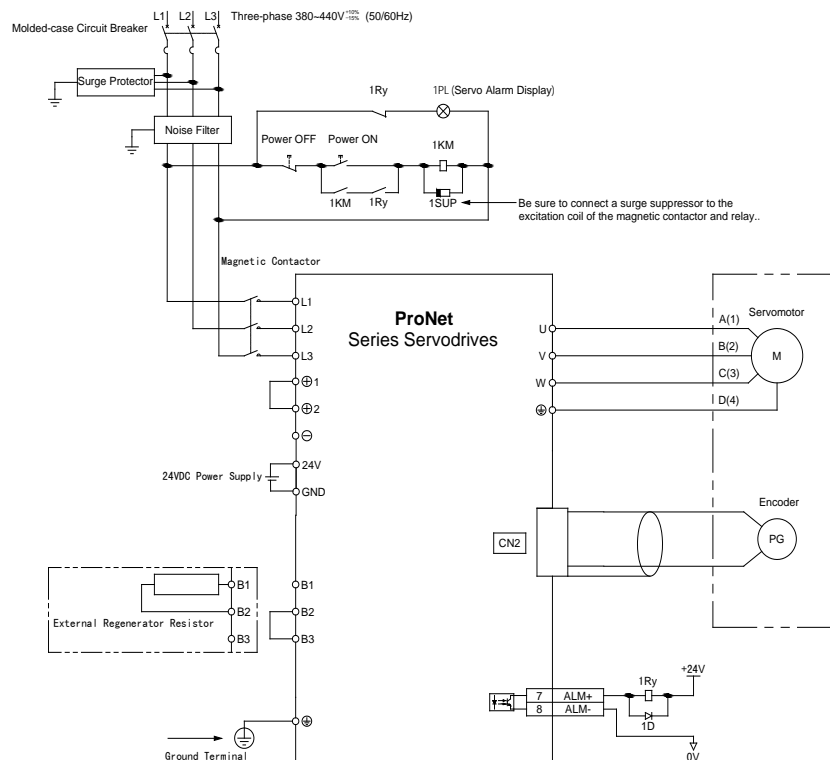 L1 L2 L3 Three-phase 380~440V +10% -15% (50/60Hz)
Molded-case Circuit Breaker
Surge Protector
Noise Filter
1Ry 1PL (Servo Alarm Display)
Power OFF Power ON
1KM
1KM 1Ry 1SUP
Be sure to connect a surge suppressor to the
excitation coil of the magnetic contactor and relay..
Magnetic Contactor
ProNet
Series Servodrives
L1
L2
L3
⊕1
⊕2
⊖
24VDC Power Supply
24V
GND
U
V
W
A(1)
B(2)
C(3)
D(4)
Servomotor
M
Encoder
PG
CN2
B1
B2
B3
External Regenerator Resistor
B1
B2
B3
7 ALM+
8 ALM-
1Ry
1D
+24V
0V
Ground Terminal